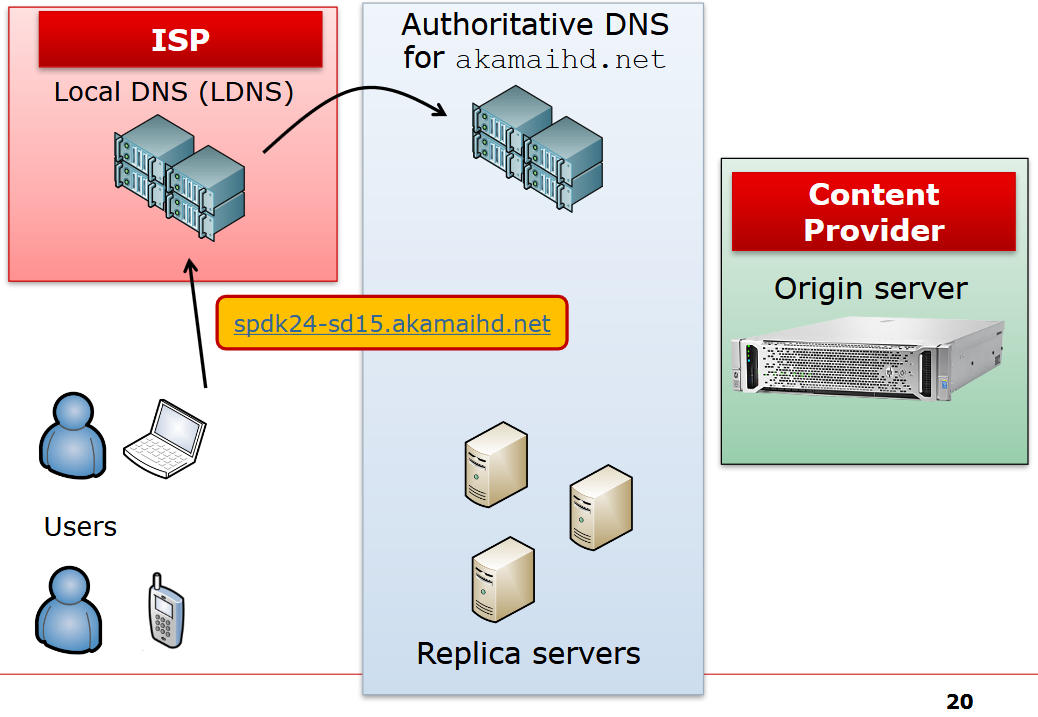 ISP
Local DNS (LDNS)
Authoritative DNS
for akamaihd.net
Content
Provider
Origin server
spdk24-sd15.akamaihd.net
Users
Replica servers
20